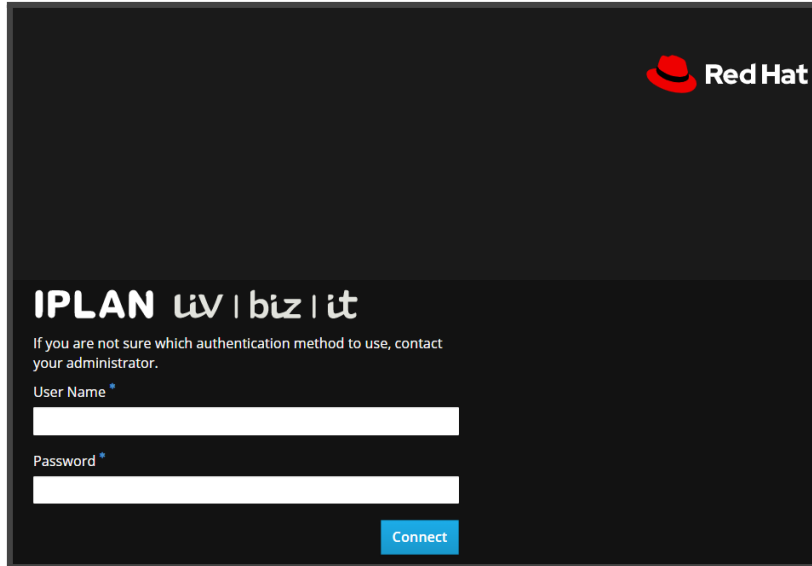 Red Hat
IPLAN liv | biz | it
If you are not sure which authentication method to use, contact
your administrator.
User Name *
Password *
Connect